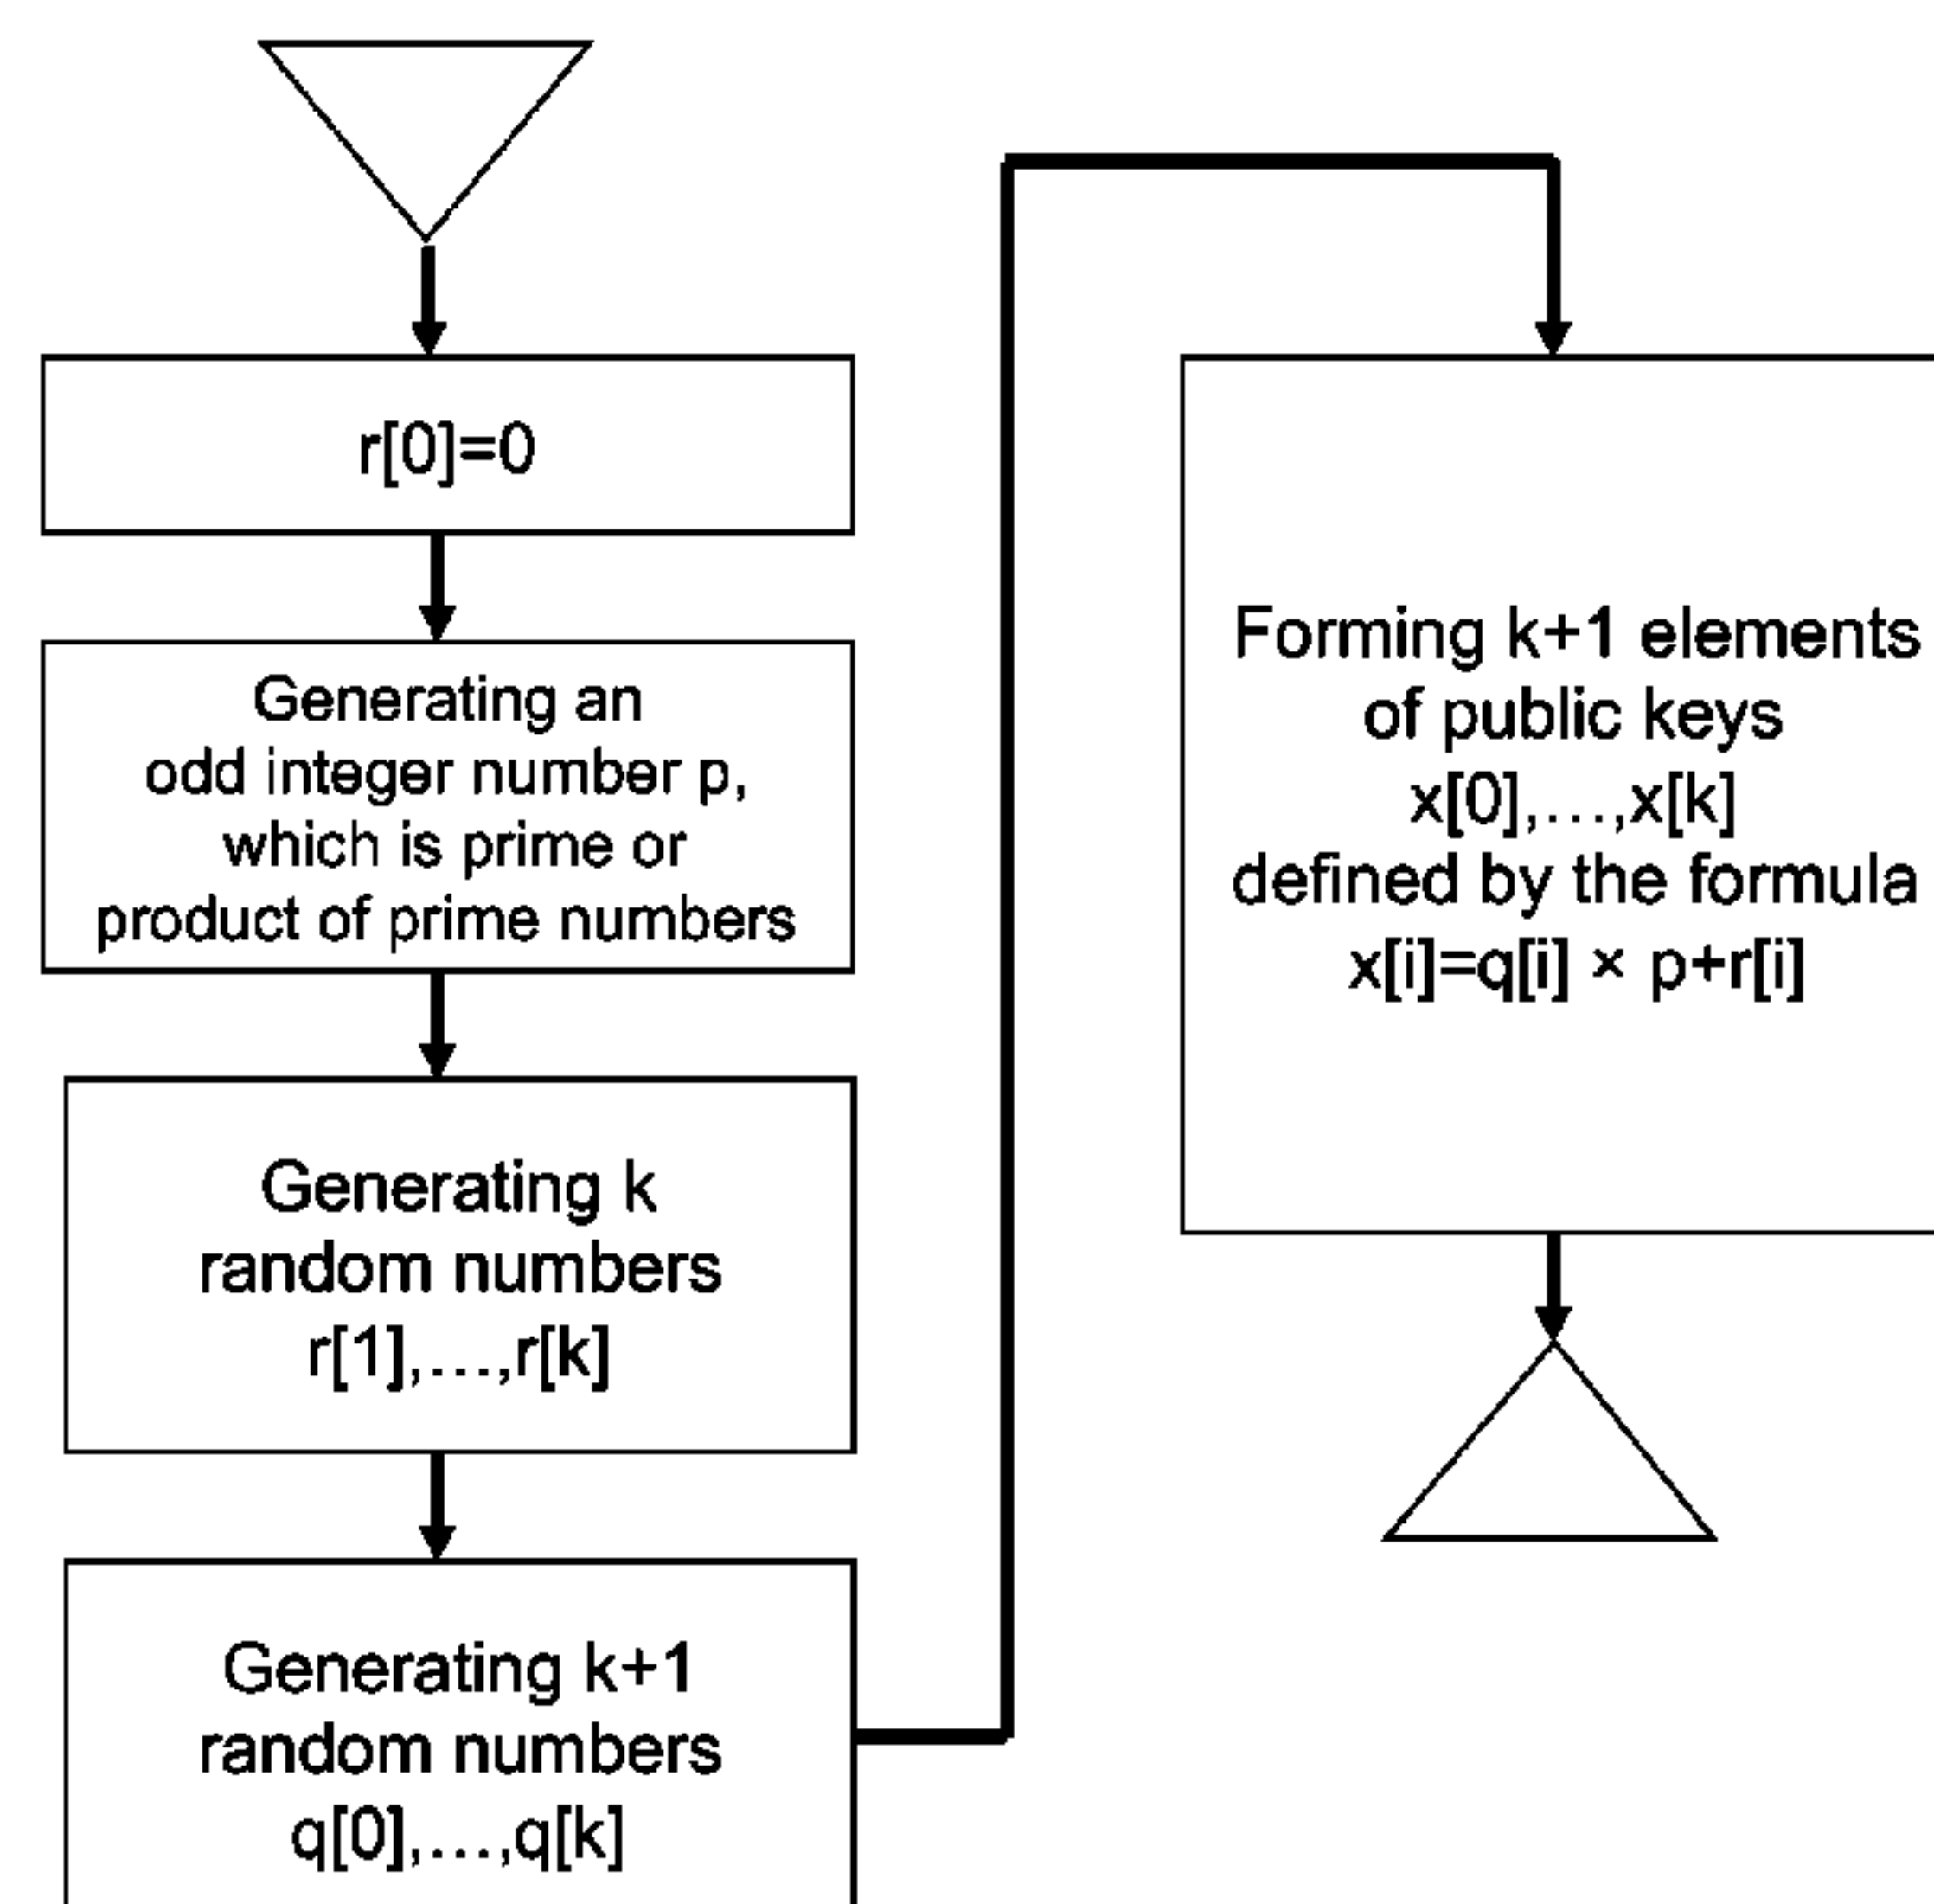 r[0]=0
Generating an
odd integer number p,
which is prime or
product of prime numbers
Generating k
random numbers
r[1],...,r[k]
Generating k+1
random numbers
q[0],...,q[k]
Forming k+1 elements
of public keys
x[0],...,x[k]
defined by the formula
x[i]=q[i] × p+r[i]